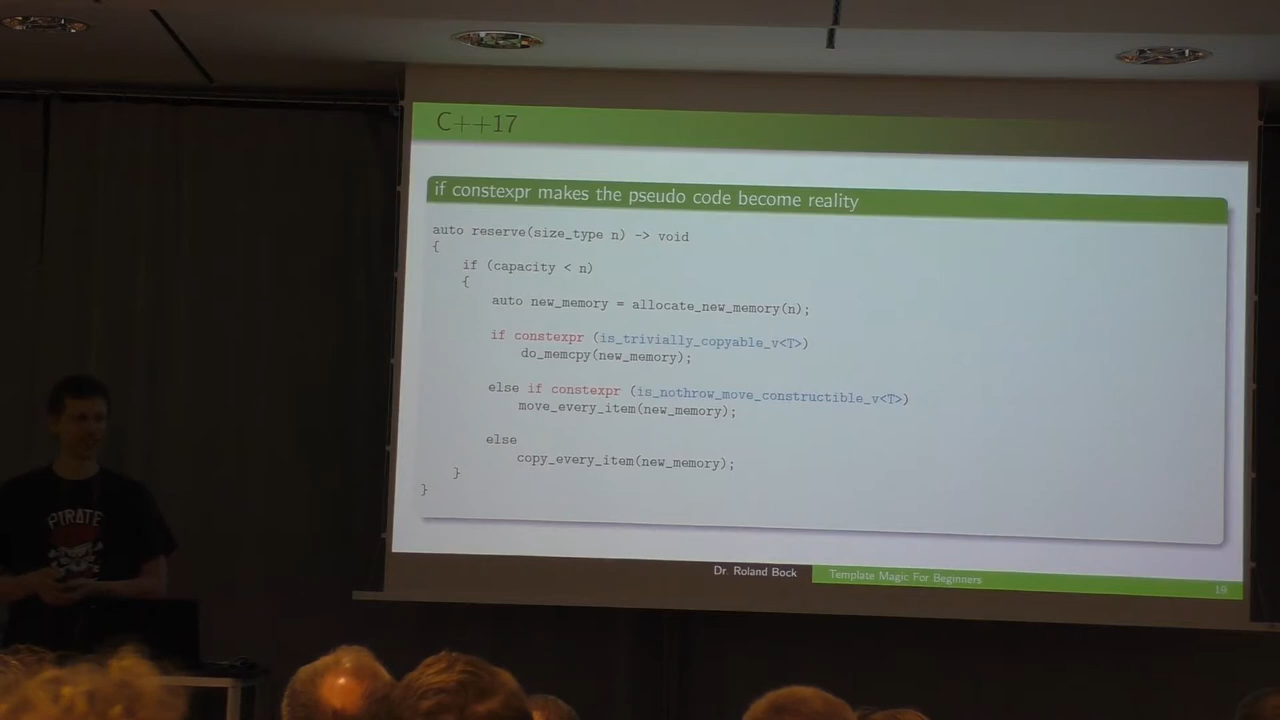 C++17
if constexpr makes the pseudo code become reality
auto reserve(size_type n) -> void
{
if (capacity < n)
{
auto new_memory = allocate_new_memory(n);
if constexpr (is_trivially_copyable_v<T>)
do_memcpy(new_memory);
else if constexpr (is_nothrow_move_constructible_v<T>)
move_every_item(new_memory);
else
copy_every_item(new_memory);
}
}
Dr. Roland Bock
Template Magic For Beginners
19
PIRATE